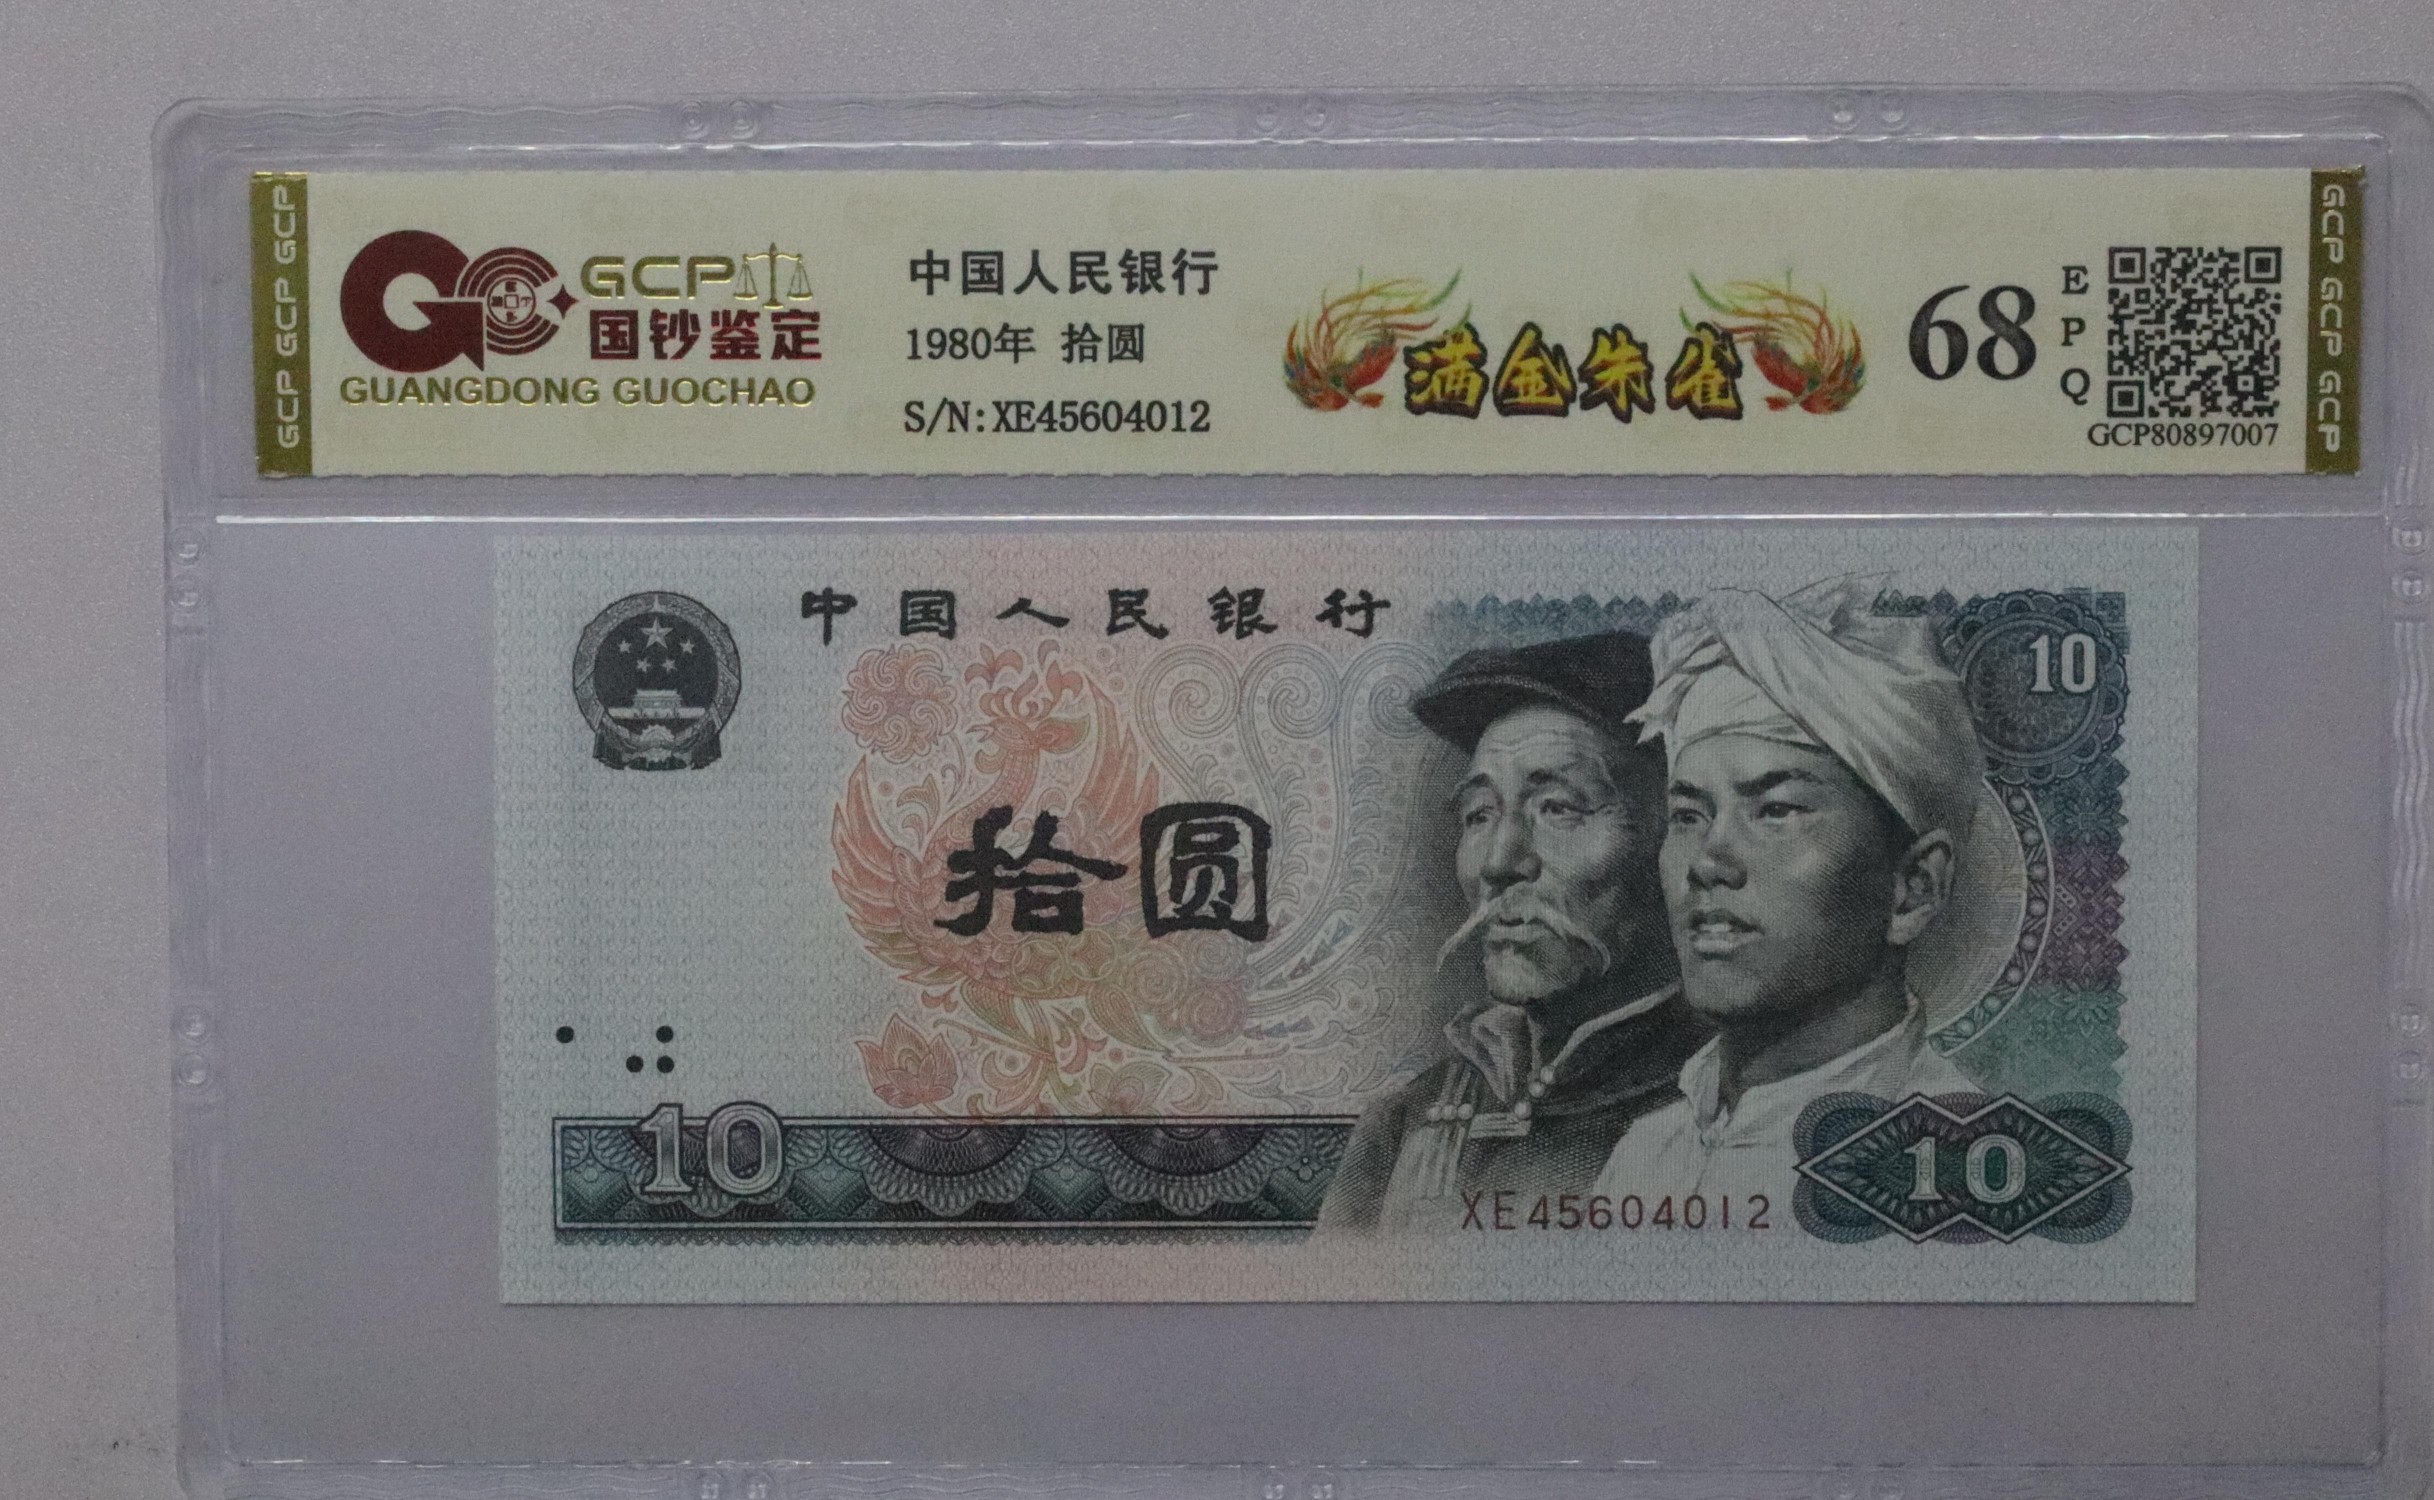 GCP GCP GCP
GCP
国钞鉴定
GUANGDONG GUOCHAO
中国人民银行
1980年 拾圆
S/N:XE45604012
满金朱雀
68
E
P
Q
GCP80897007
GCP GCP GCP
中国人民银行
10
拾圆
10
XE45604012
10